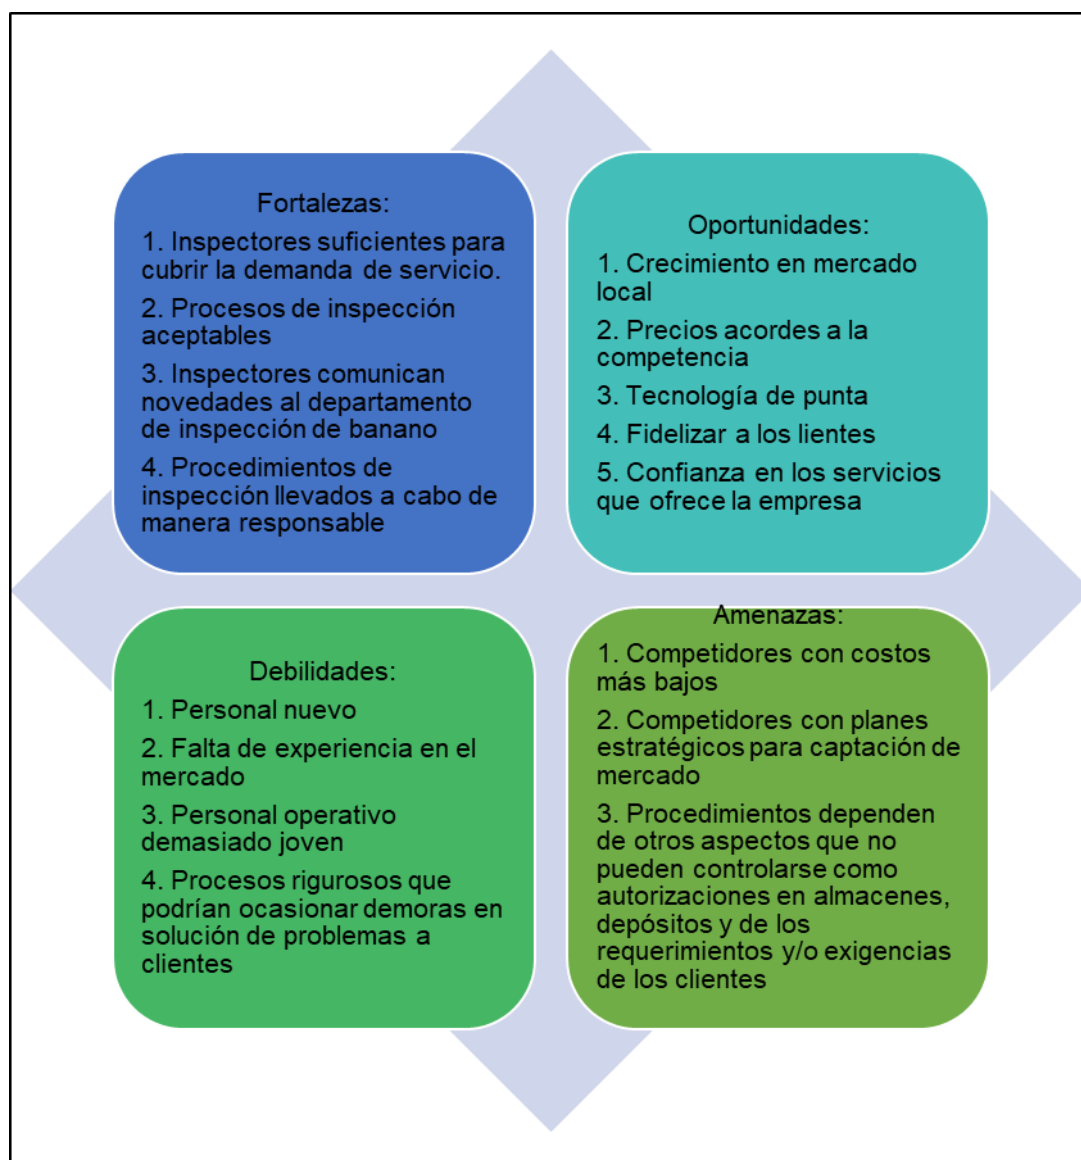 Fortalezas:
1. Inspectores suficientes para
cubrir la demanda de servicio.
2. Procesos de inspección
aceptables
3. Inspectores comunican
novedades al departamento
de inspección de banano
4. Procedimientos de
inspección llevados a cabo de
manera responsable
Oportunidades:
1. Crecimiento en mercado
local
2. Precios acordes a la
competencia
3. Tecnología de punta
4. Fidelizar a los lientes
5. Confianza en los servicios
que ofrece la empresa
Debilidades:
1. Personal nuevo
2. Falta de experiencia en el
mercado
3. Personal operativo
demasiado joven
4. Procesos rigurosos que
podrían ocasionar demoras en
solución de problemas a
clientes
Amenazas:
1. Competidores con costos
más bajos
2. Competidores con planes
estratégicos para captación de
mercado
3. Procedimientos dependen
de otros aspectos que no
pueden controlarse como
autorizaciones en almacenes,
depósitos y de los
requerimientos y/o exigencias
de los clientes